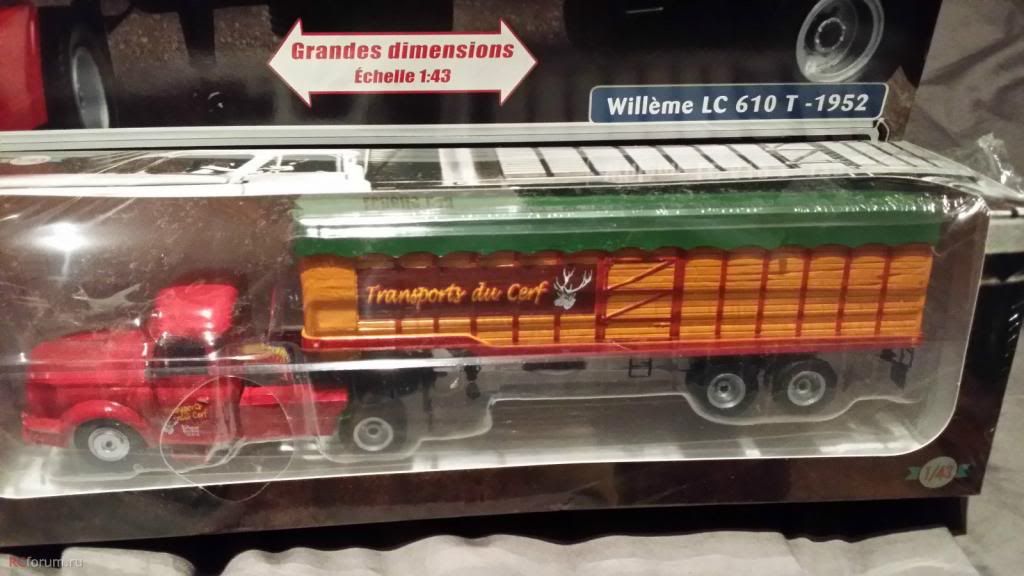 Grandes dimensions
Échelle 1:43
Willème LC 610 T -1952
Transports du Cerf
1/43
RCforum.ru